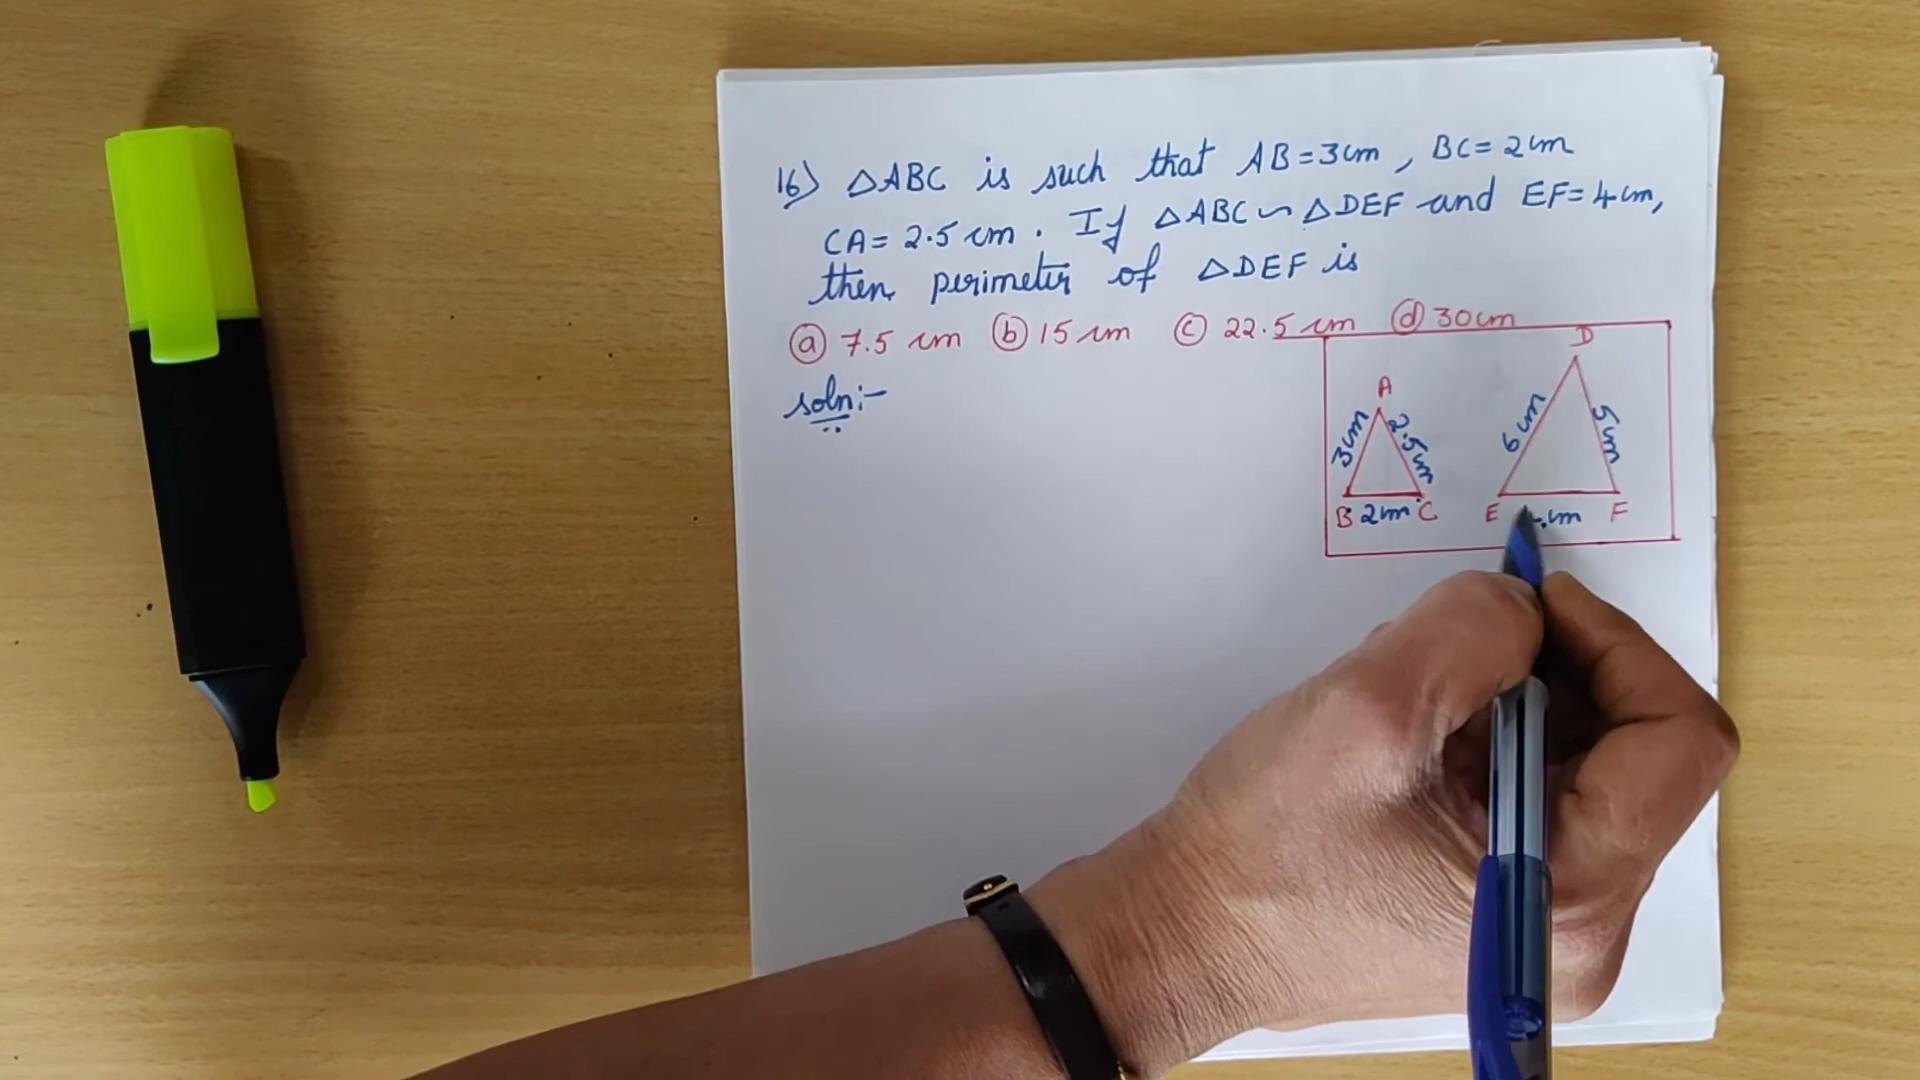 16) △ABC is such that AB=3cm, BC=2cm
CA=2.5cm. If △ABC ∽ △DEF and EF=4cm,
then perimeter of △DEF is
ⓐ 7.5 cm ⓑ 15 cm ⓒ 22.5 cm ⓓ 30cm
soln:-
D
A
3cm 2.5cm 6cm 5cm
B 2cm C E cm F